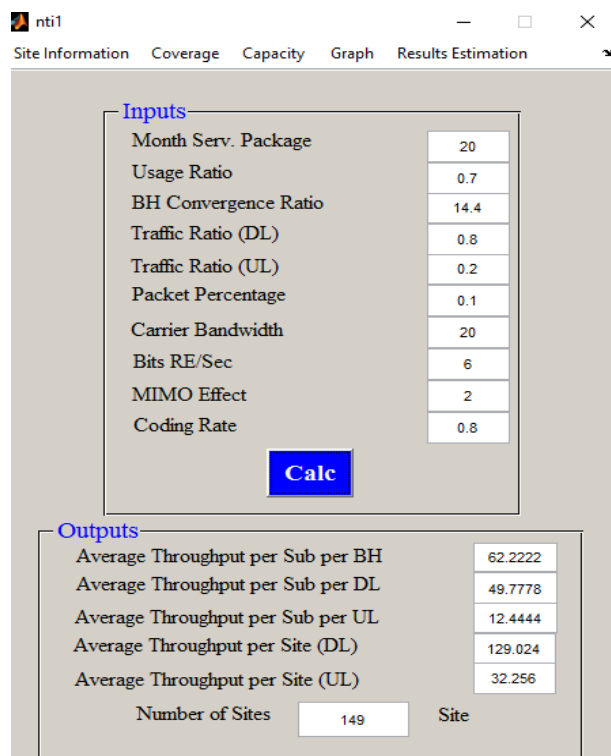 nti1
Site Information Coverage Capacity Graph Results Estimation
Inputs
Month Serv. Package 20
Usage Ratio 0.7
BH Convergence Ratio 14.4
Traffic Ratio (DL) 0.8
Traffic Ratio (UL) 0.2
Packet Percentage 0.1
Carrier Bandwidth 20
Bits RE/Sec 6
MIMO Effect 2
Coding Rate 0.8
Calc
Outputs
Average Throughput per Sub per BH 62.2222
Average Throughput per Sub per DL 49.7778
Average Throughput per Sub per UL 12.4444
Average Throughput per Site (DL) 129.024
Average Throughput per Site (UL) 32.256
Number of Sites 149 Site